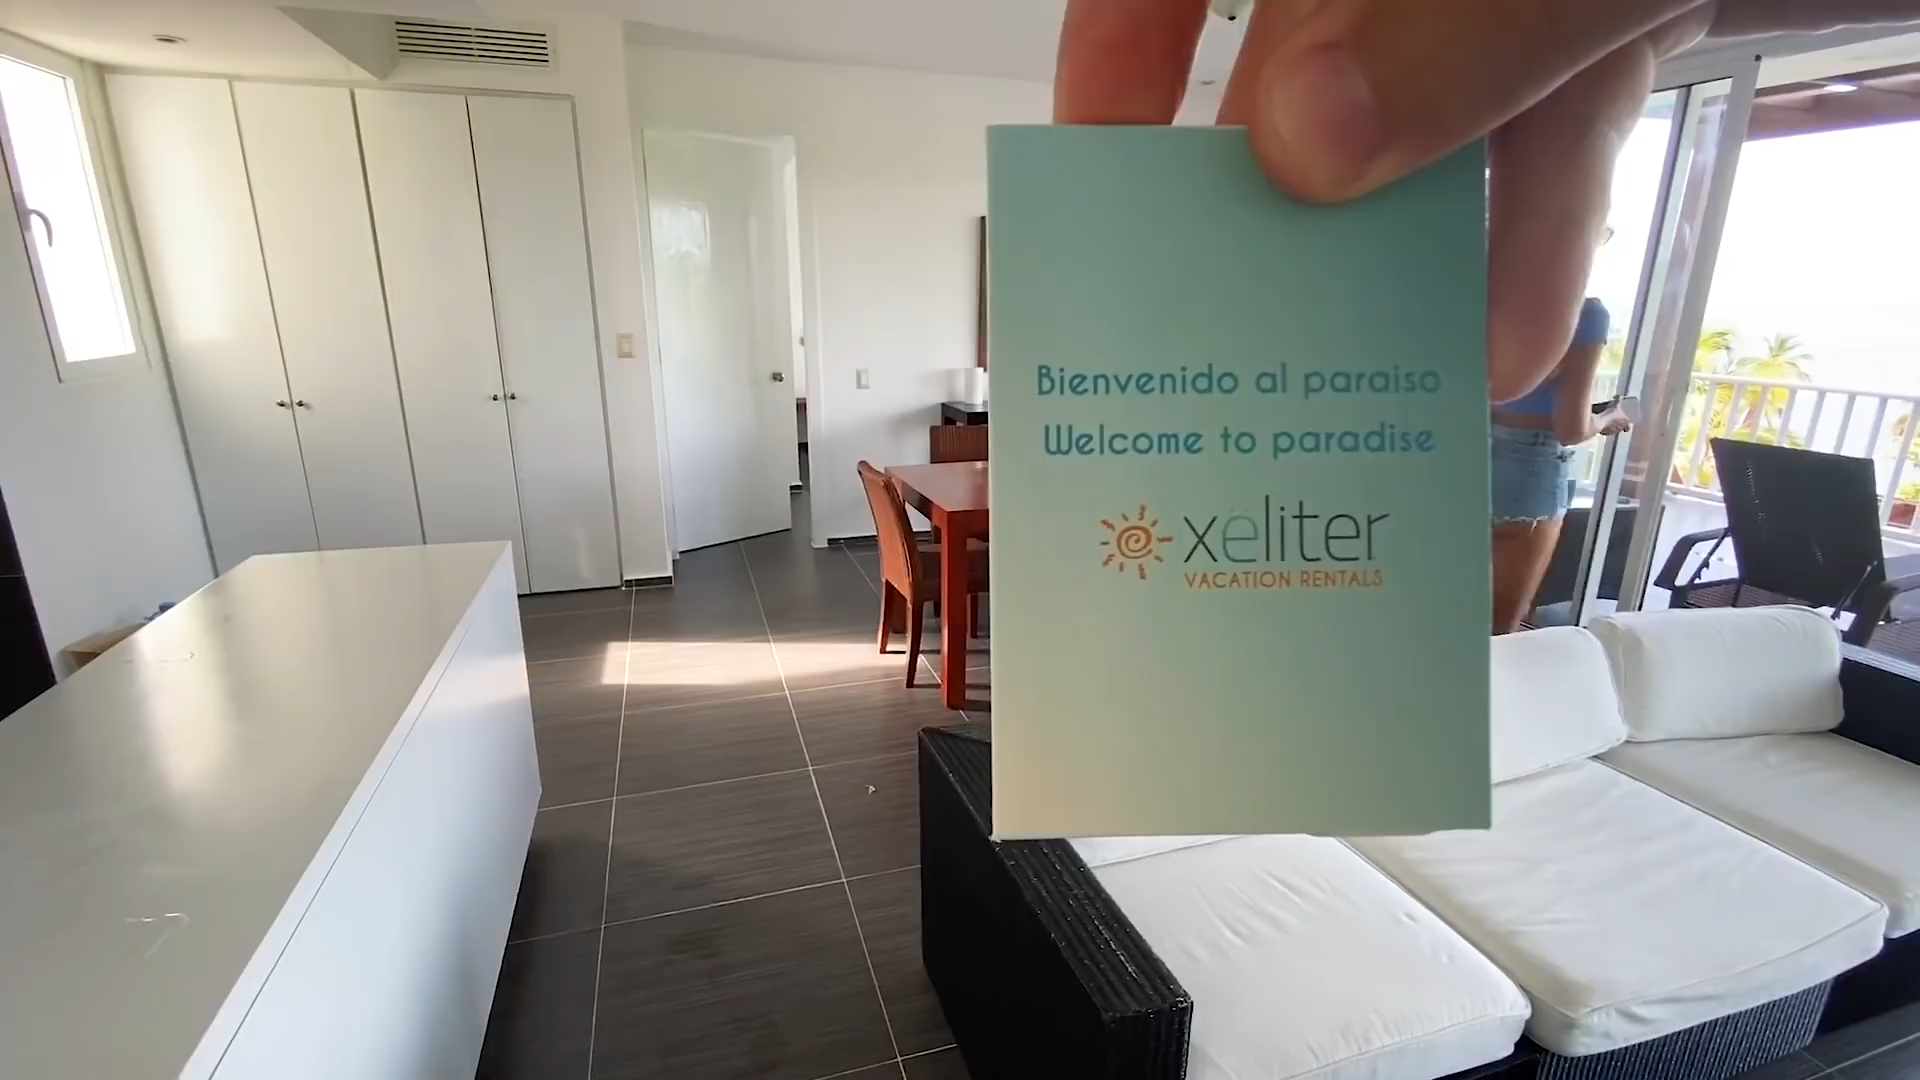 Bienvenido al paraiso
Welcome to paradise
xëliter
VACATION RENTALS